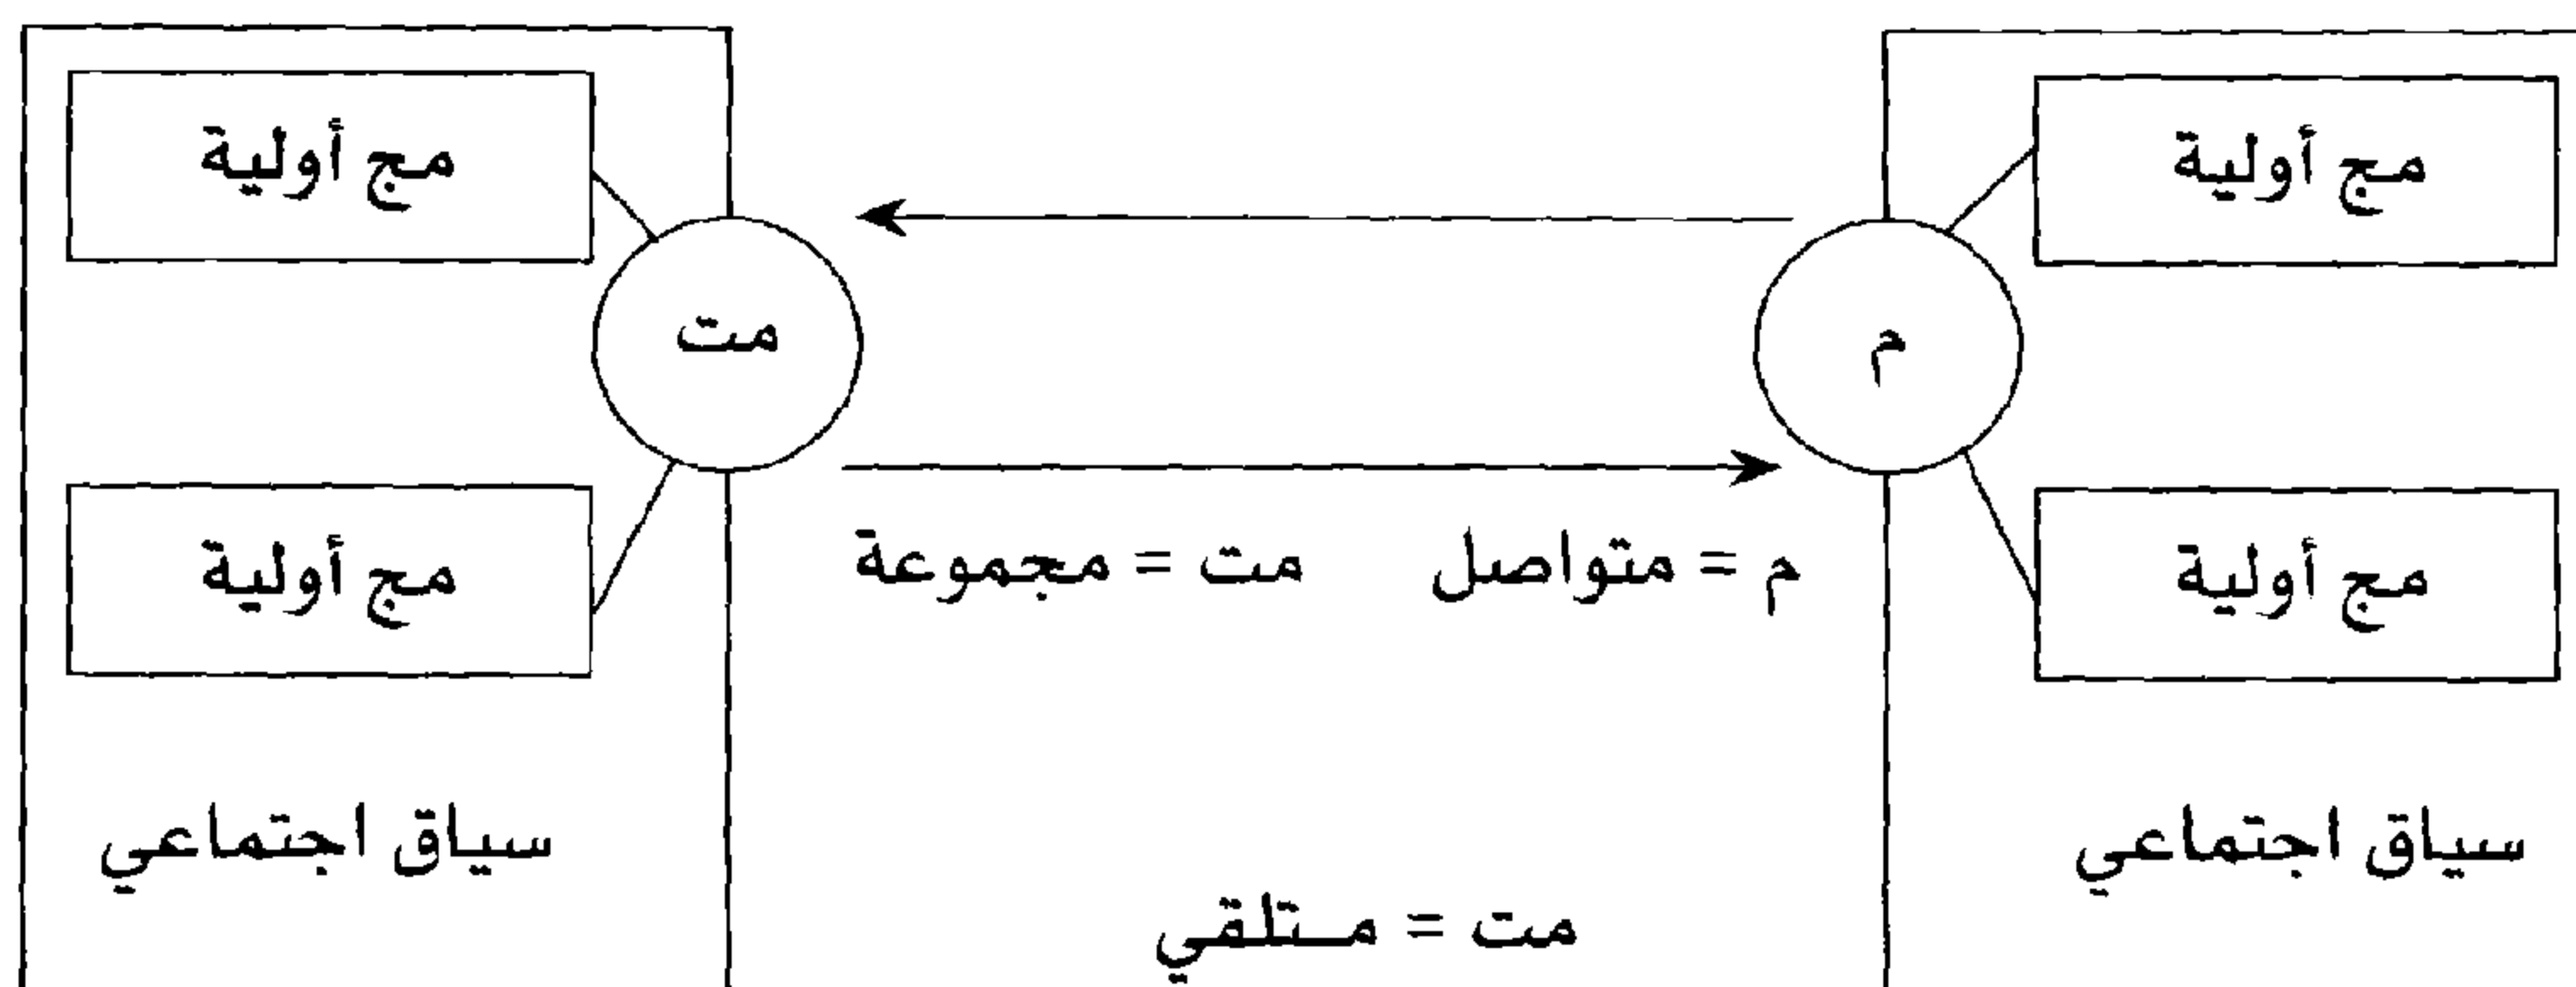 مج أولية
مج أولية
م
مت
م = متواصل
مت = مجموعة
مج أولية
مج أولية
سياق اجتماعي
سياق اجتماعي
مت = متلقي